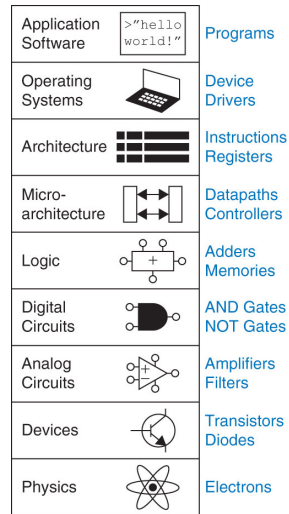 Application
Software
>"hello
world!"
Programs
Operating
Systems
Device
Drivers
Architecture
Instructions
Registers
Micro-
architecture
Datapaths
Controllers
Logic
+
Adders
Memories
Digital
Circuits
AND Gates
NOT Gates
Analog
Circuits
+
-
Amplifiers
Filters
Devices
Transistors
Diodes
Physics
Electrons